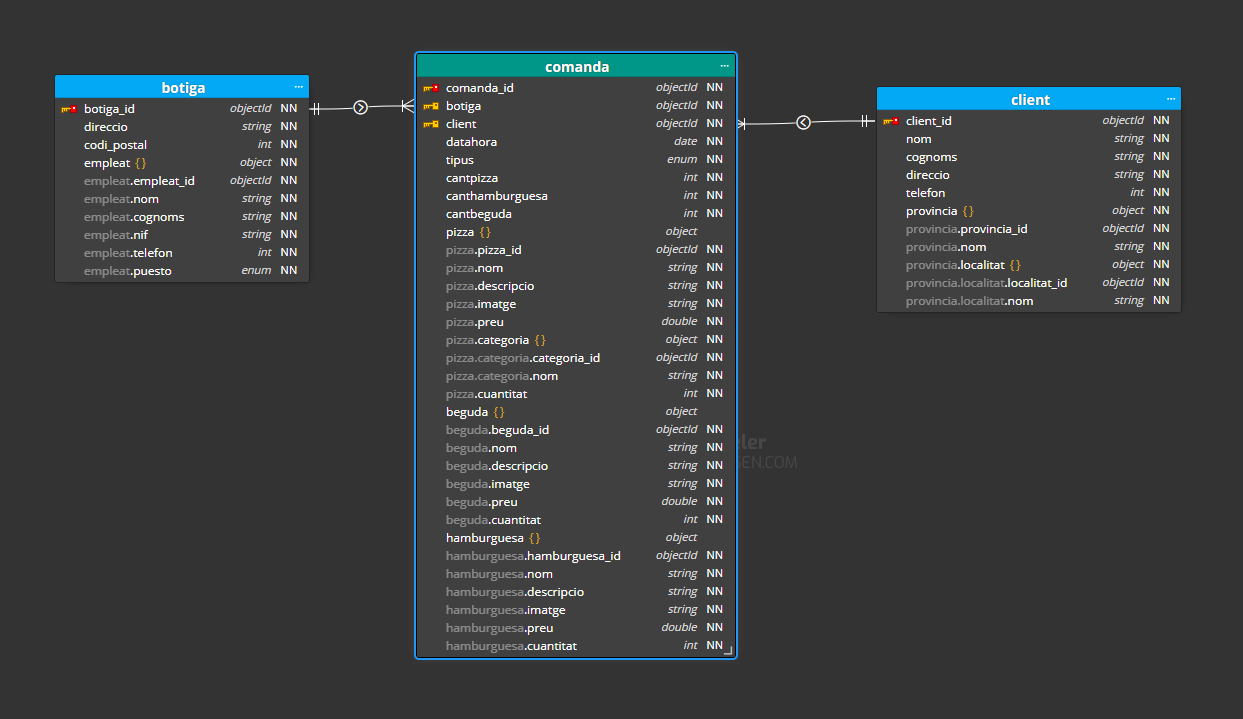 botiga ...
botiga_id objectId NN
direccio string NN
codi_postal int NN
empleat {} object NN
empleat.empleat_id objectId NN
empleat.nom string NN
empleat.cognoms string NN
empleat.nif string NN
empleat.telefon int NN
empleat.puesto enum NN
comanda ...
comanda_id objectId NN
botiga objectId NN
client objectId NN
datahora date NN
tipus enum NN
cantpizza int NN
canthamburguesa int NN
cantbeguda int NN
pizza {} object
pizza.pizza_id objectId NN
pizza.nom string NN
pizza.descripcio string NN
pizza.imatge string NN
pizza.preu double NN
pizza.categoria {} object NN
pizza.categoria.categoria_id objectId NN
pizza.categoria.nom string NN
pizza.cuantitat int NN
beguda {} object
beguda.beguda_id objectId NN
beguda.nom string NN
beguda.descripcio string NN
beguda.imatge string NN
beguda.preu double NN
beguda.cuantitat int NN
hamburguesa {} object
hamburguesa.hamburguesa_id objectId NN
hamburguesa.nom string NN
hamburguesa.descripcio string NN
hamburguesa.imatge string NN
hamburguesa.preu double NN
hamburguesa.cuantitat int NN
client ...
client_id objectId NN
nom string NN
cognoms string NN
direccio string NN
telefon int NN
provincia {} object NN
provincia.provincia_id objectId NN
provincia.nom string NN
provincia.localitat {} object NN
provincia.localitat.localitat_id objectId NN
provincia.localitat.nom string NN